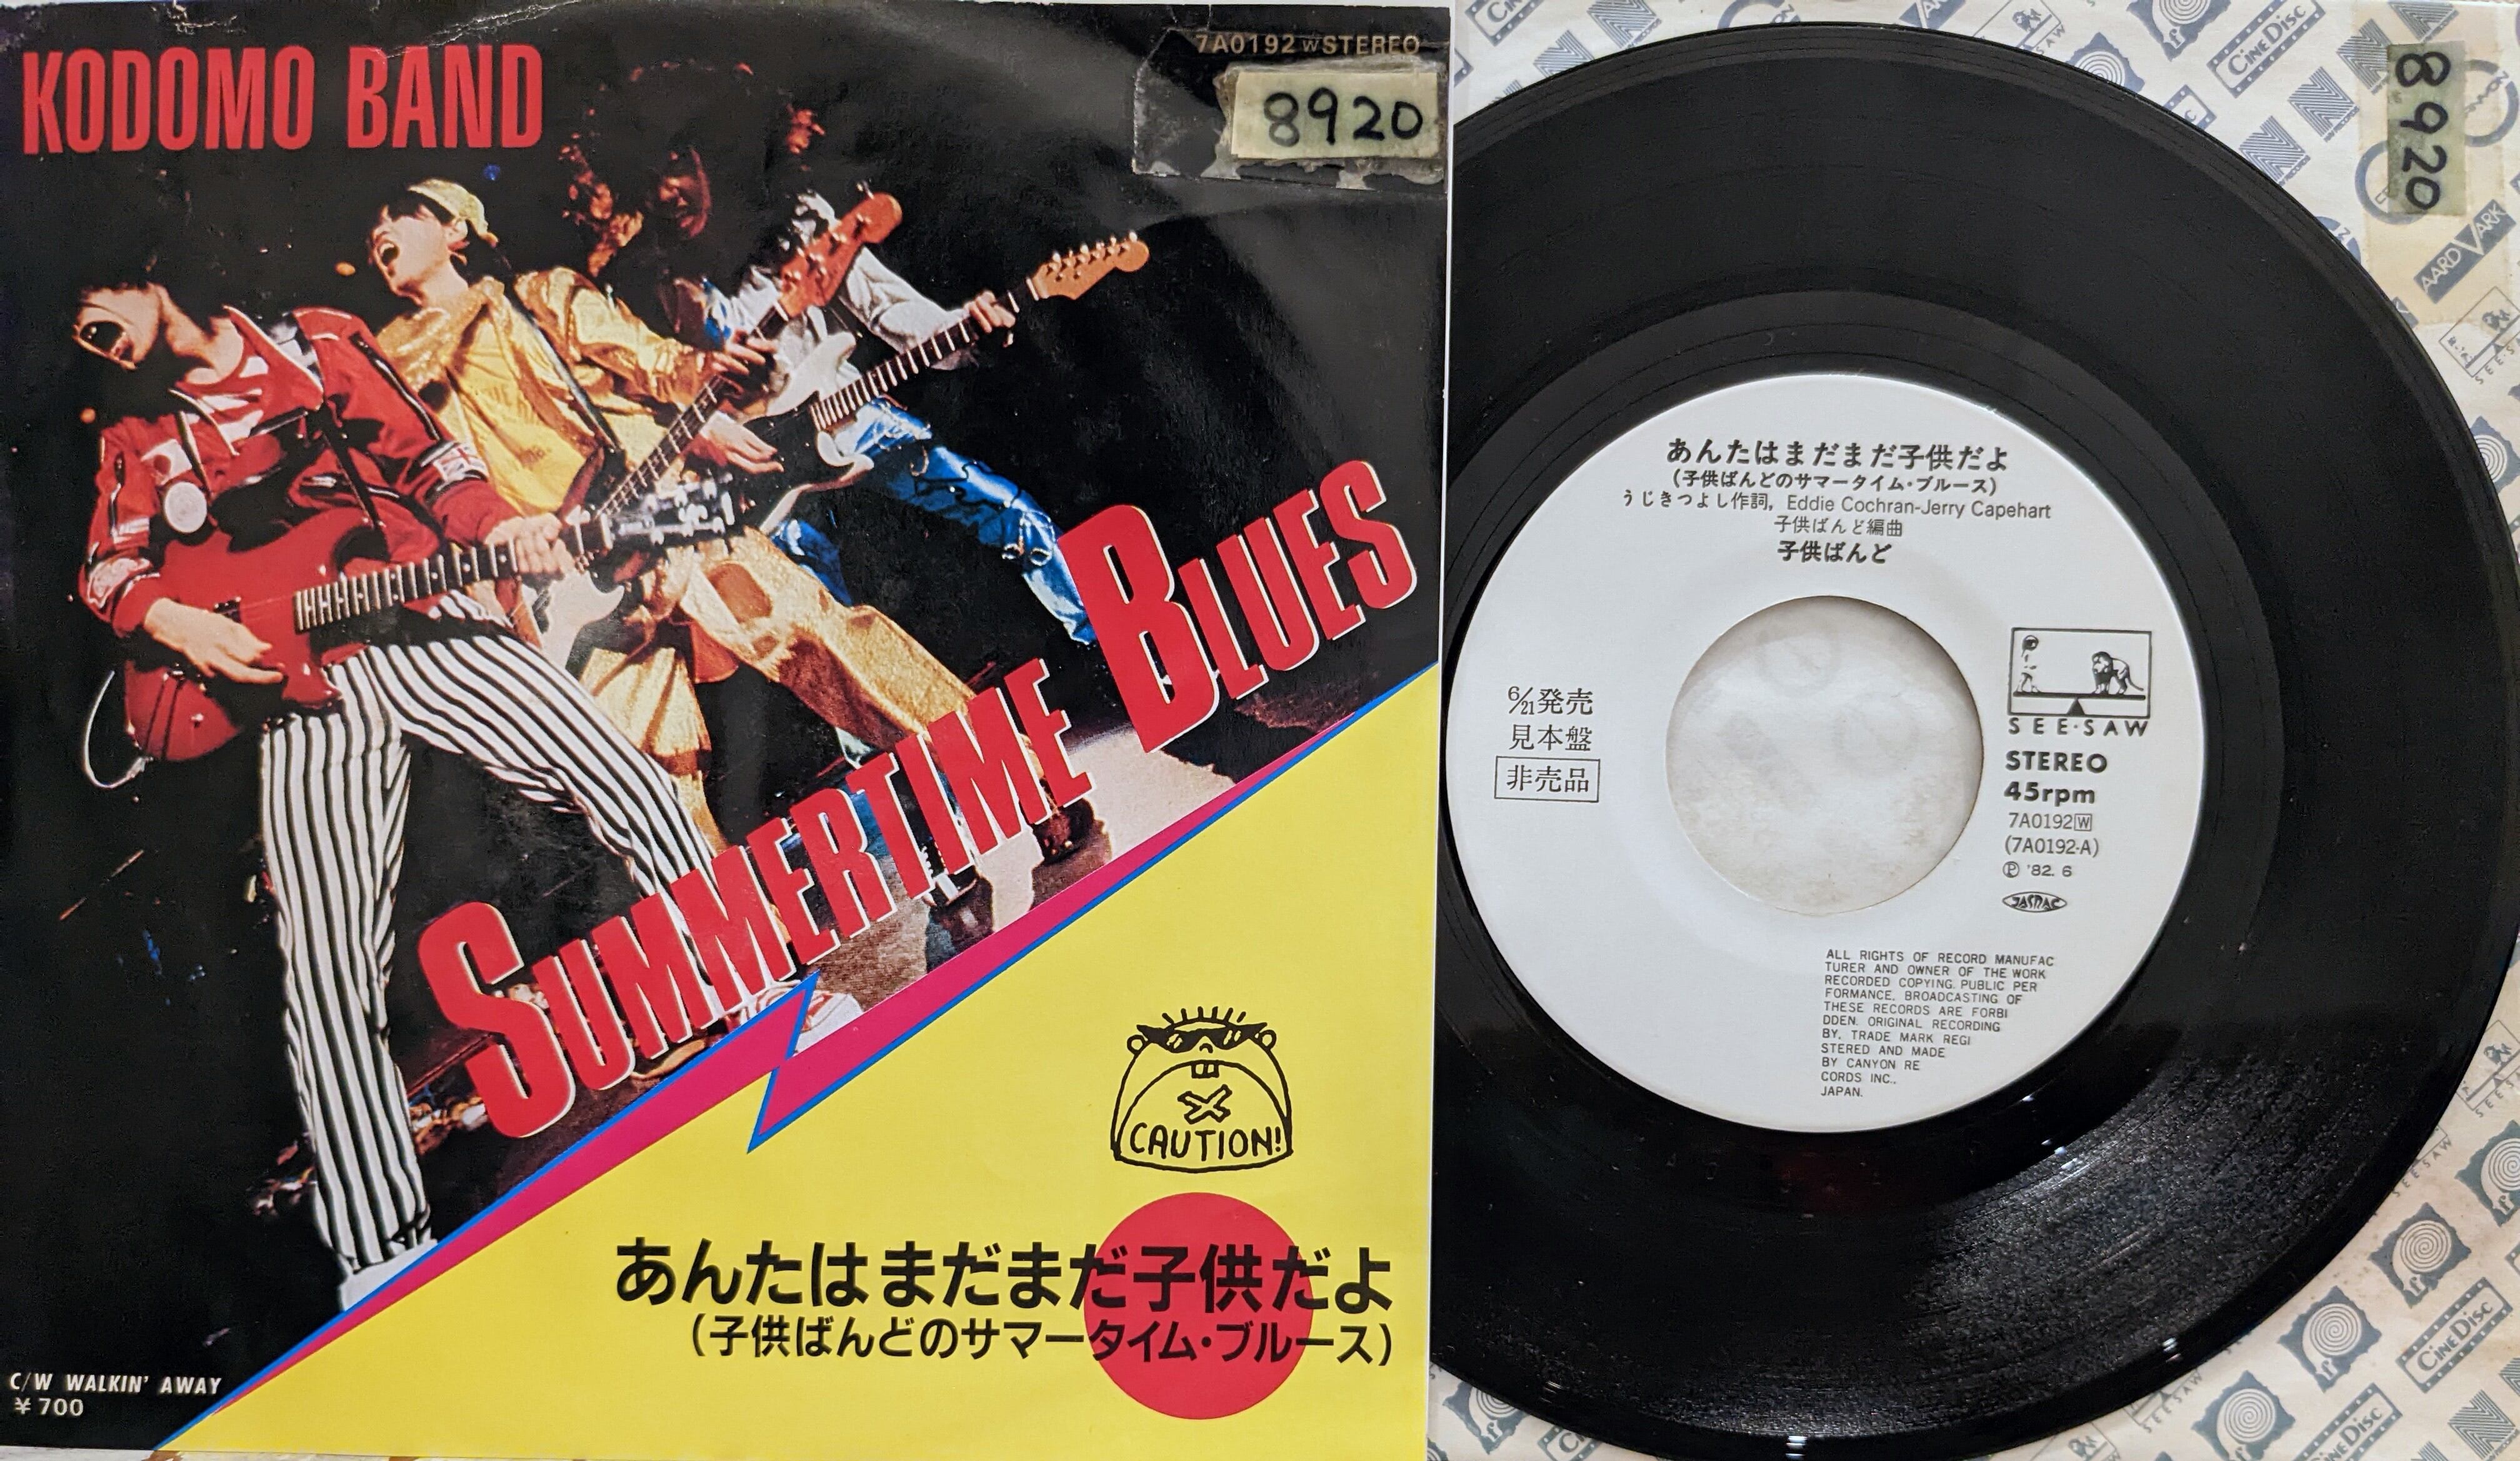 KODOMO BAND
7A0192 W STEREO
8920
SUMMERTIME BLUES
CAUTION!
あんたはまだまだ子供だよ
(子供ばんどのサマータイム・ブルース)
C/W WALKIN' AWAY
¥700
あんたはまだまだ子供だよ
(子供ばんどのサマータイム・ブルース)
うじきつよし作詞, Eddie Cochran-Jerry Capehart
子供ばんど編曲
子供ばんど
6/21発売
見本盤
非売品
SEE・SAW
STEREO
45rpm
7A0192W
(7A0192-A)
Ⓟ '82. 6
JASRAC
ALL RIGHTS OF RECORD MANUFAC
TURER AND OWNER OF THE WORK
RECORDED COPYING. PUBLIC PER
FORMANCE, BROADCASTING OF
THESE RECORDS ARE FORBI
DDEN. ORIGINAL RECORDING
BY. TRADE MARK REGI
STERED AND MADE
BY CANYON RE
CORDS INC.,
JAPAN.
8920
CINEDISC
AARDVARK
SEE-SAW
SEE-SAW
CINEDISC
CINEDISC